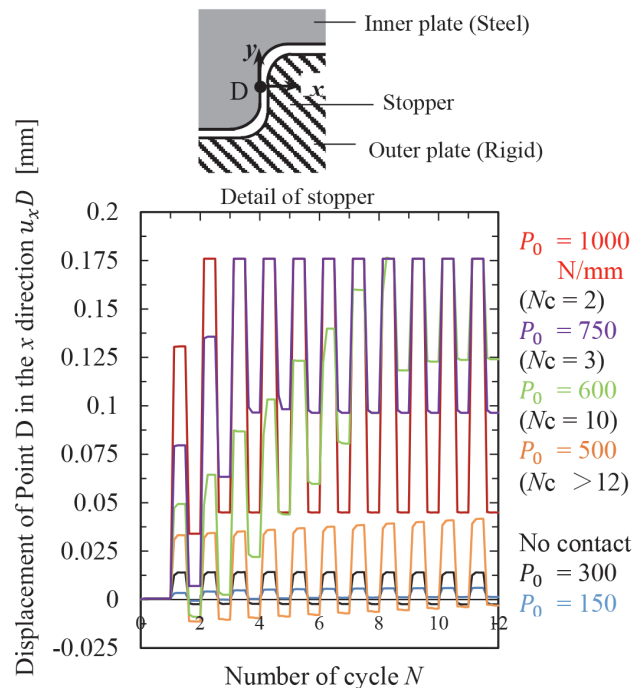 Inner plate (Steel)
y
D
x
Stopper
Outer plate (Rigid)
Detail of stopper
Displacement of Point D in the x direction uxD [mm]
0.2
0.175
0.15
0.125
0.1
0.075
0.05
0.025
0
-0.025
0 2 4 6 8 10 12
Number of cycle N
P0 = 1000
N/mm
(Nc = 2)
P0 = 750
(Nc = 3)
P0 = 600
(Nc = 10)
P0 = 500
(Nc >12)
No contact
P0 = 300
P0 = 150